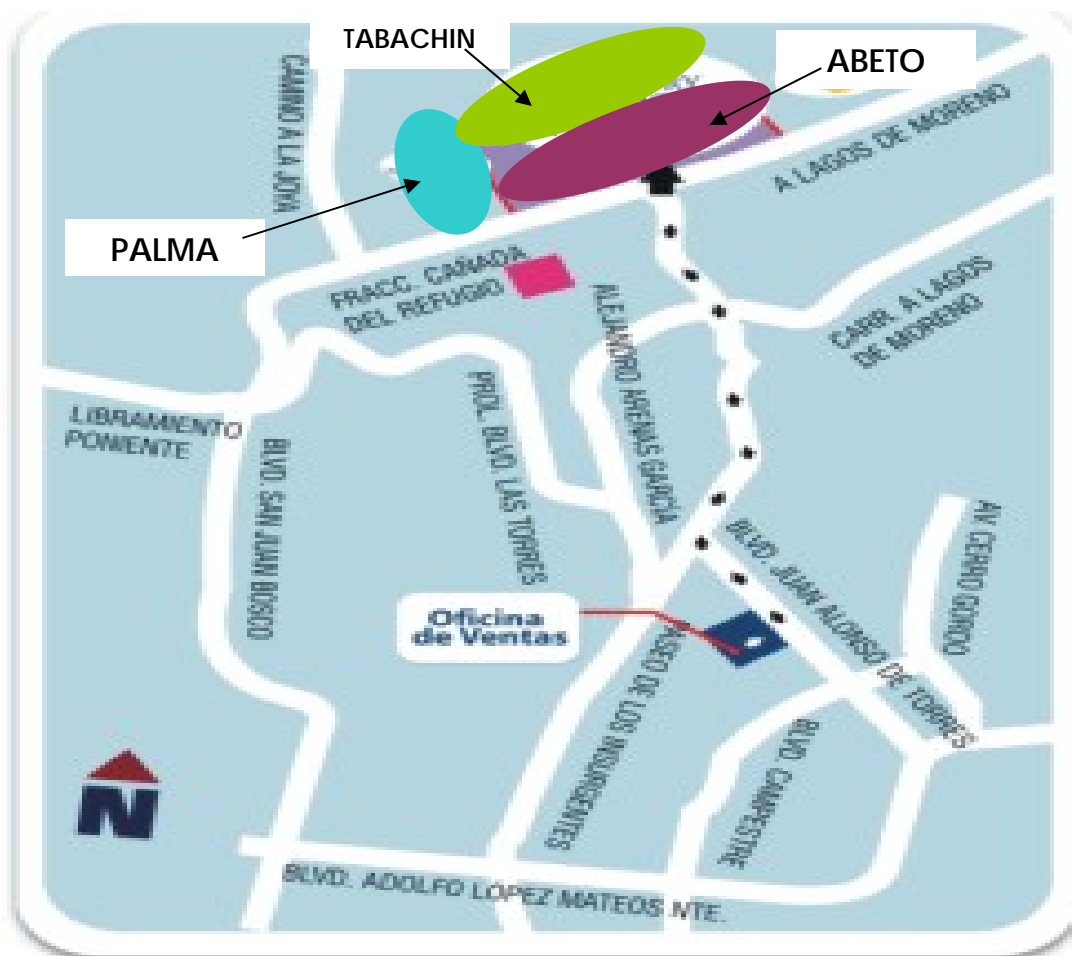 TABACHIN
ABETO
CAMINO A LA JOYA
A LAGOS DE MORENO
PALMA
FRACC. CAÑADA
DEL REFUGIO
CARR. A LAGOS
DE MORENO
ALEJANDRO ARENAS GARCÍA
LIBRAMIENTO
PONIENTE
PROL. BLVD. LAS TORRES
BLVD. SAN JUAN BOSCO
AV. CERRO GORDO
BLVD. JUAN ALONSO DE TORRES
Oficina
de Ventas
PASEO DE LOS INSURGENTES
BLVD. CAMPESTRE
N
BLVD. ADOLFO LOPEZ MATEOS NTE.